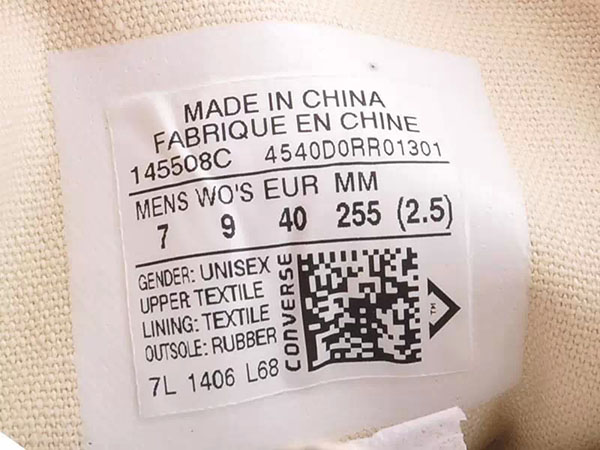 MADE IN CHINA
FABRIQUE EN CHINE
145508C 4540D0RR01301
MENS WO'S EUR MM
7 9 40 255 (2.5)
GENDER: UNISEX
UPPER TEXTILE
LINING: TEXTILE
OUTSOLE: RUBBER
7L 1406 L68
CONVERSE
TM